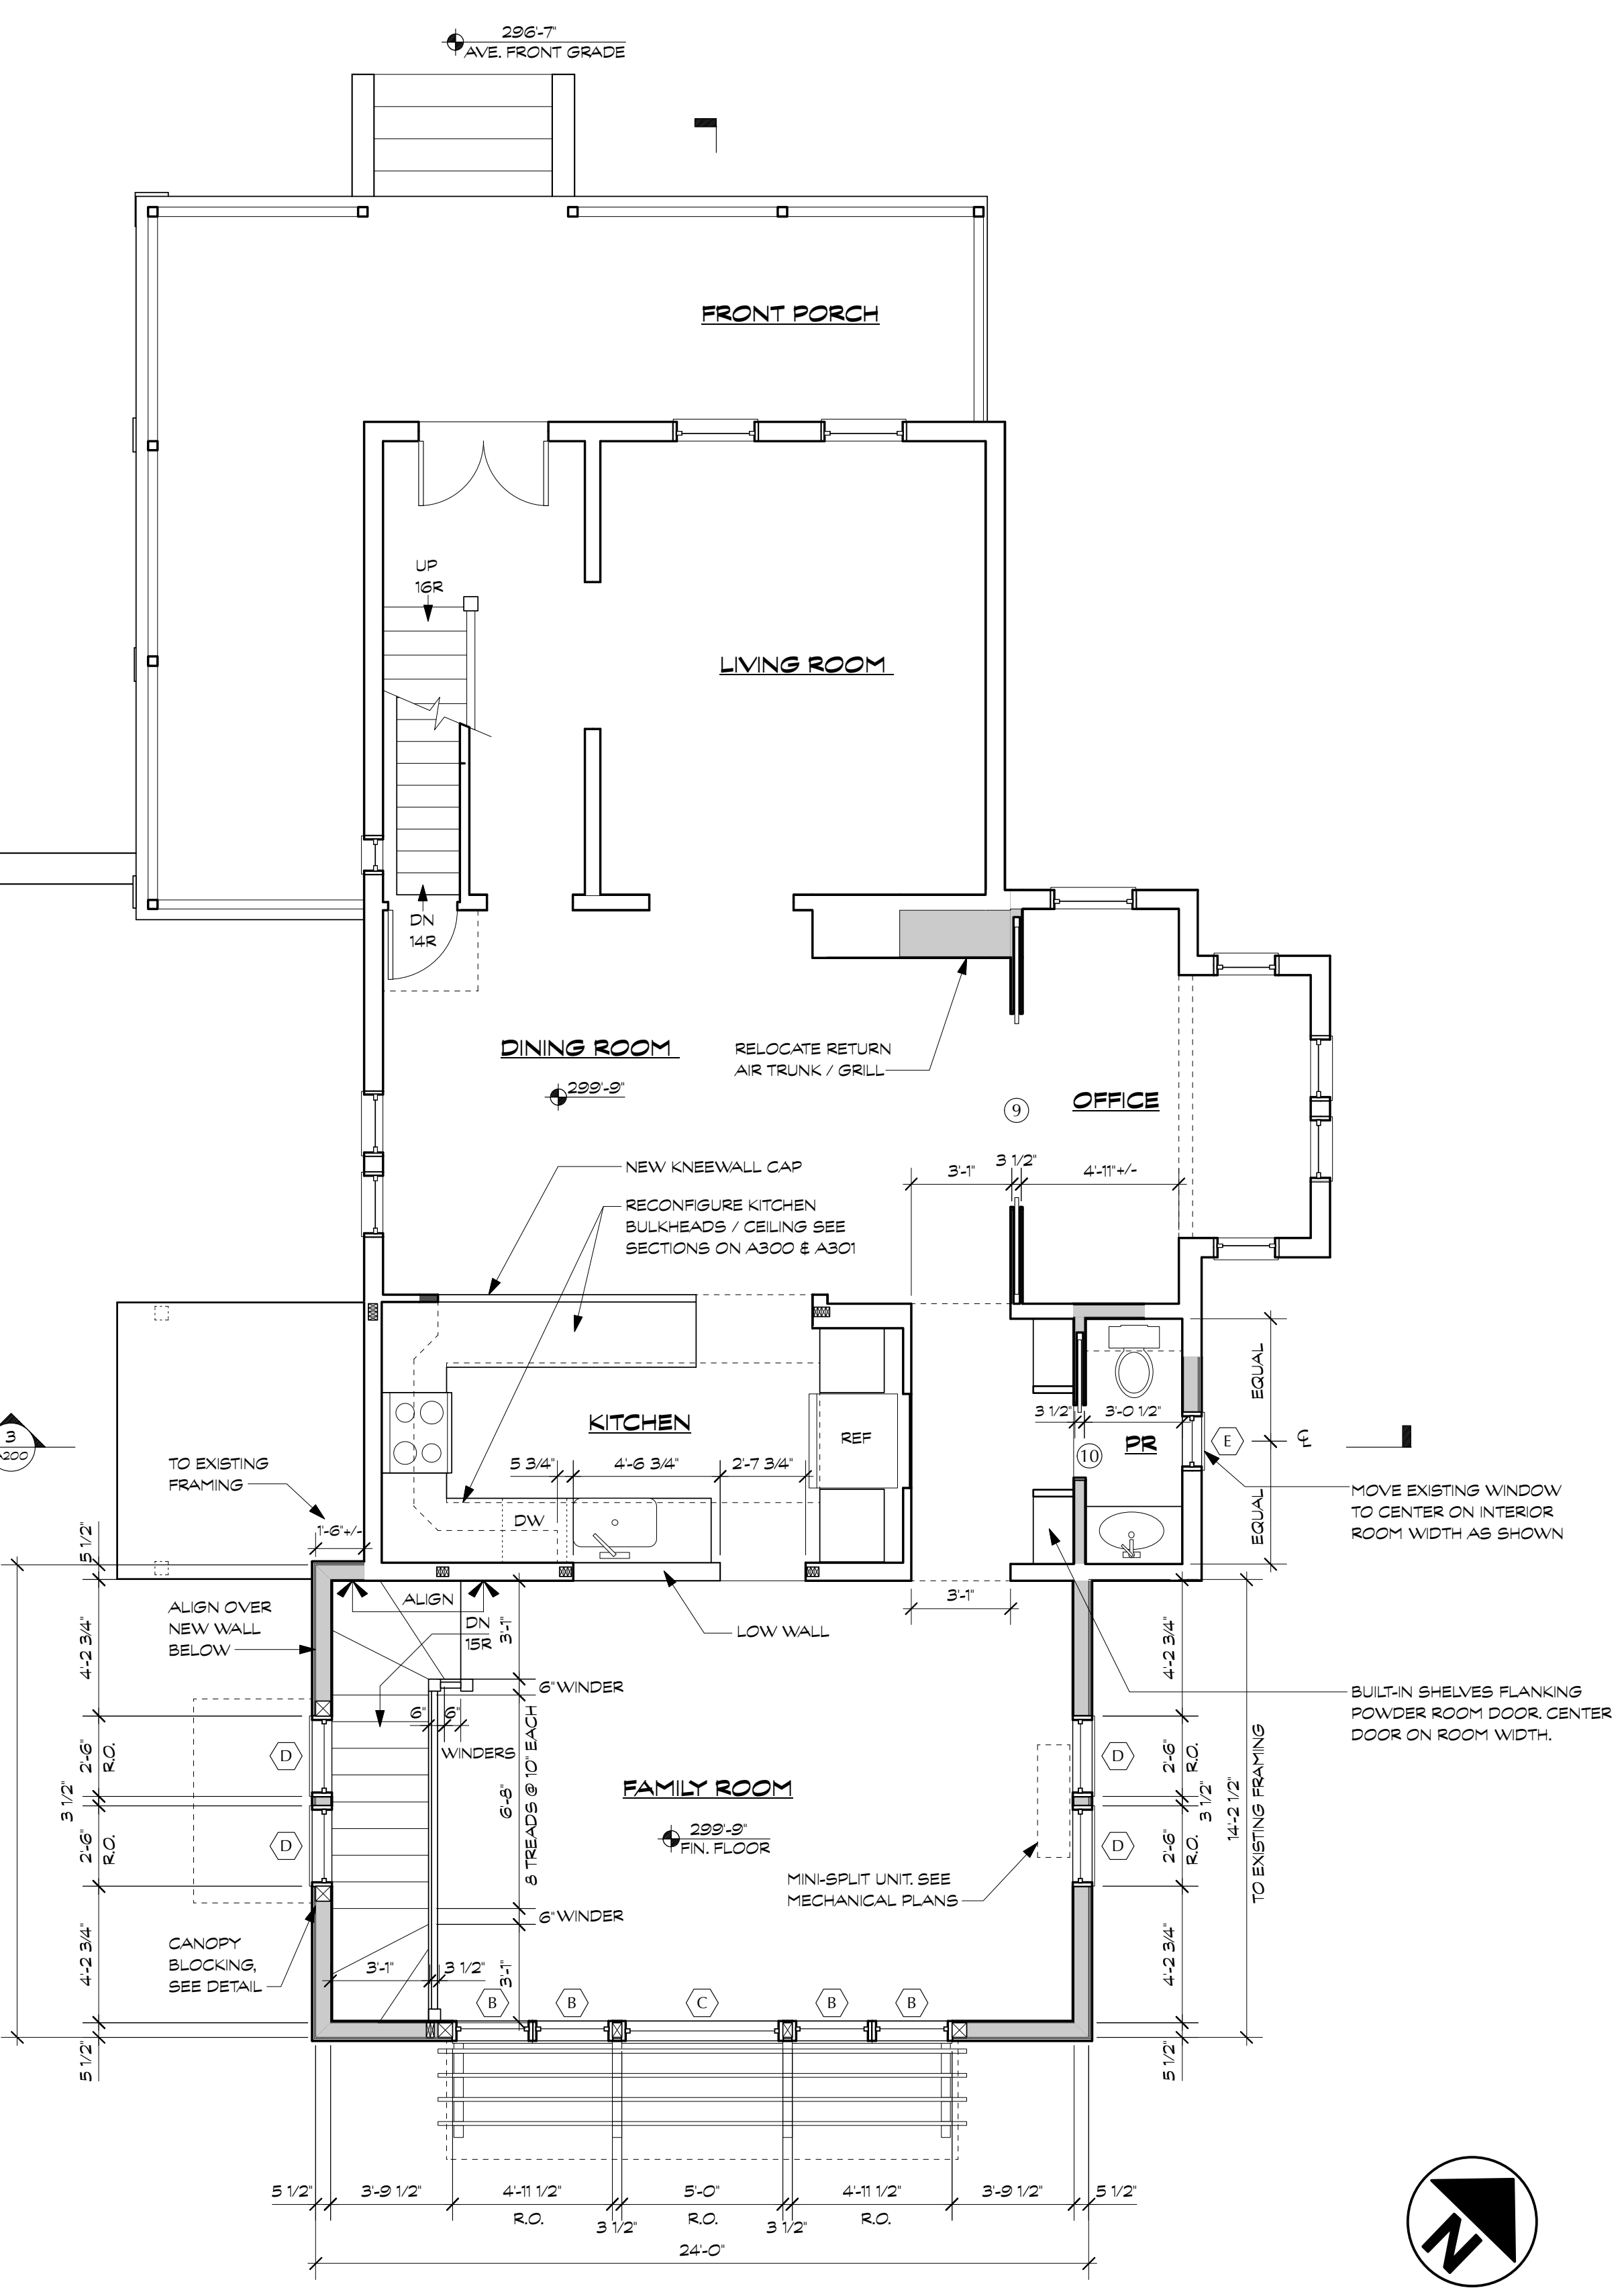 296'-7"
AVE. FRONT GRADE
FRONT PORCH
UP
16R
LIVING ROOM
DN
14R
DINING ROOM
299'-9"
RELOCATE RETURN
AIR TRUNK / GRILL
OFFICE
9
NEW KNEEWALL CAP
3'-1"
3 1/2"
4'-11"+/-
RECONFIGURE KITCHEN
BULKHEADS / CEILING SEE
SECTIONS ON A300 & A301
EQUAL
KITCHEN
REF
3 1/2"
3'-0 1/2"
PR
E
℄
10
3
TO EXISTING
FRAMING
5 3/4"
4'-6 3/4"
2'-7 3/4"
MOVE EXISTING WINDOW
TO CENTER ON INTERIOR
ROOM WIDTH AS SHOWN
DW
EQUAL
1'-6"+/-
5 1/2"
ALIGN
3'-1"
ALIGN OVER
NEW WALL
BELOW
DN
15R
3'-1"
LOW WALL
4'-2 3/4"
4'-2 3/4"
6" WINDER
BUILT-IN SHELVES FLANKING
POWDER ROOM DOOR. CENTER
DOOR ON ROOM WIDTH.
6"
6"
WINDERS
2'-6"
R.O.
D
D
2'-6"
R.O.
3 1/2"
6'-8"
8 TREADS @ 10" EACH
FAMILY ROOM
3 1/2"
14'-2 1/2"
TO EXISTING FRAMING
299'-9"
FIN. FLOOR
2'-6"
R.O.
D
D
2'-6"
R.O.
MINI-SPLIT UNIT. SEE
MECHANICAL PLANS
6" WINDER
CANOPY
BLOCKING,
SEE DETAIL
4'-2 3/4"
3'-1"
3 1/2"
3'-1"
4'-2 3/4"
B
B
C
B
B
5 1/2"
5 1/2"
5 1/2"
3'-9 1/2"
4'-11 1/2"
5'-0"
4'-11 1/2"
3'-9 1/2"
5 1/2"
R.O.
3 1/2"
R.O.
3 1/2"
R.O.
24'-0"
N